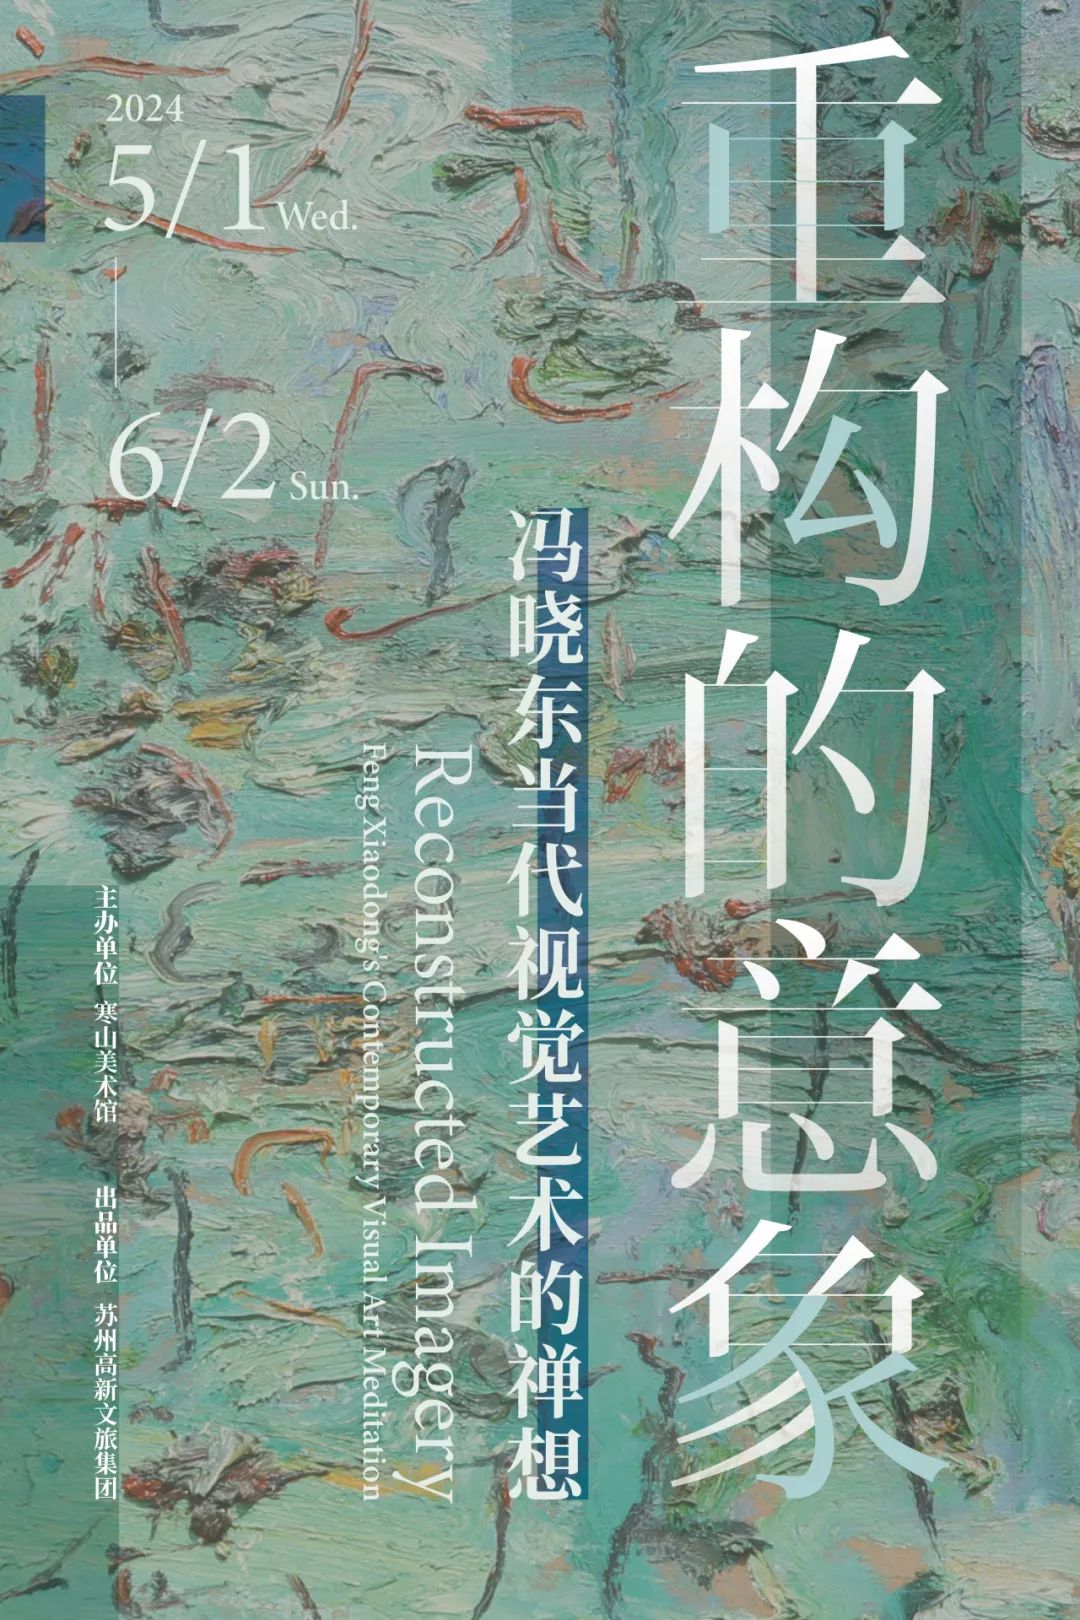 重构的意象
冯晓东当代视觉艺术的禅想
Reconstructed Imagery
Feng Xiaodong's Contemporary Visual Art Meditation
2024
5/1 Wed.
6/2 Sun.
主办单位 寒山美术馆 出品单位 苏州高新文旅集团